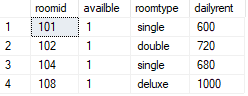 roomid availble roomtype dailyrent
1 101 1 single 600
2 102 1 double 720
3 104 1 single 680
4 108 1 deluxe 1000